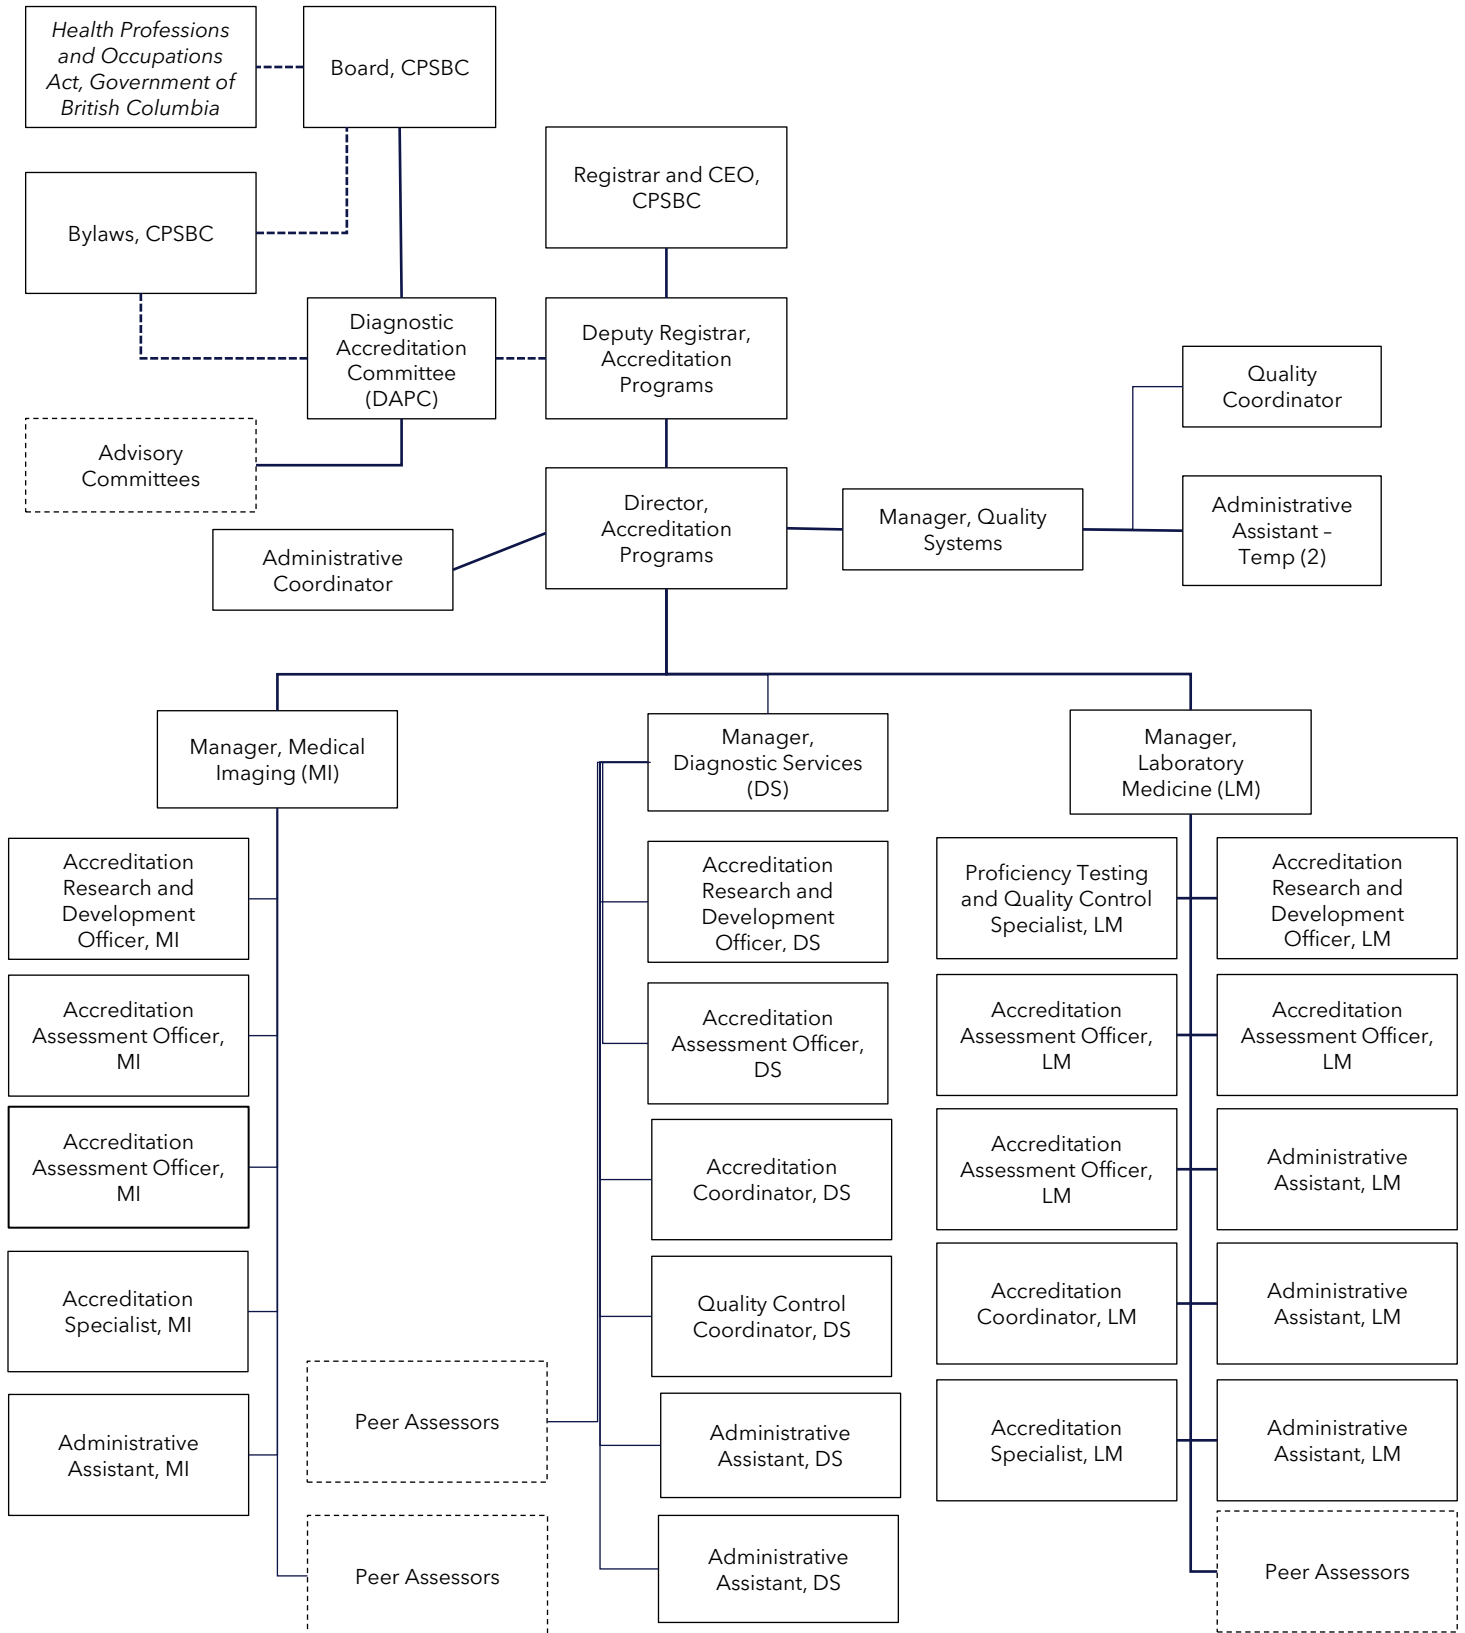 Health Professions
and Occupations
Act, Government of
British Columbia
Board, CPSBC
Registrar and CEO,
CPSBC
Bylaws, CPSBC
Diagnostic
Accreditation
Committee
(DAPC)
Deputy Registrar,
Accreditation
Programs
Quality
Coordinator
Advisory
Committees
Director,
Accreditation
Programs
Manager, Quality
Systems
Administrative
Assistant –
Temp (2)
Administrative
Coordinator
Manager, Medical
Imaging (MI)
Manager,
Diagnostic Services
(DS)
Manager,
Laboratory
Medicine (LM)
Accreditation
Research and
Development
Officer, MI
Accreditation
Research and
Development
Officer, DS
Proficiency Testing
and Quality Control
Specialist, LM
Accreditation
Research and
Development
Officer, LM
Accreditation
Assessment Officer,
MI
Accreditation
Assessment Officer,
DS
Accreditation
Assessment Officer,
LM
Accreditation
Assessment Officer,
LM
Accreditation
Assessment Officer,
MI
Accreditation
Coordinator, DS
Accreditation
Assessment Officer,
LM
Administrative
Assistant, LM
Accreditation
Specialist, MI
Quality Control
Coordinator, DS
Accreditation
Coordinator, LM
Administrative
Assistant, LM
Administrative
Assistant, MI
Peer Assessors
Administrative
Assistant, DS
Accreditation
Specialist, LM
Administrative
Assistant, LM
Peer Assessors
Administrative
Assistant, DS
Peer Assessors